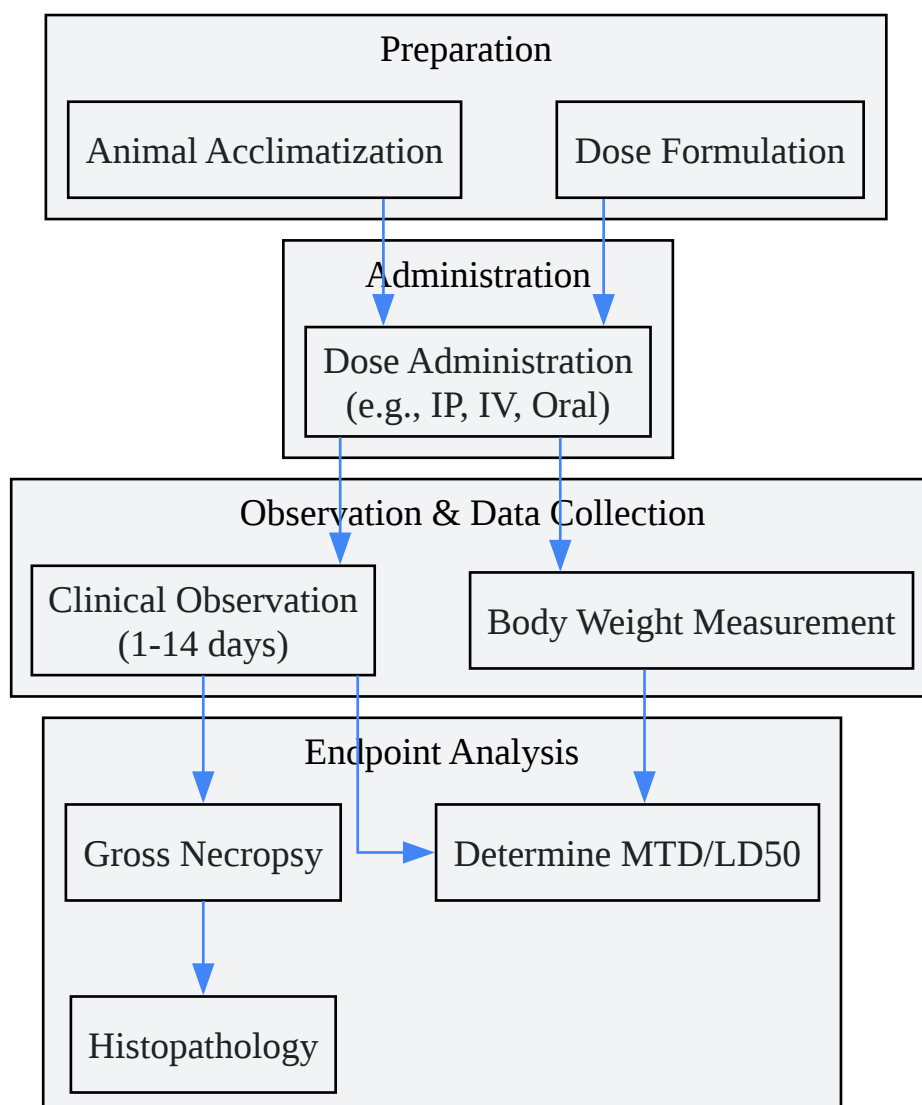 Preparation
Animal Acclimatization
Dose Formulation
Administration
Dose Administration
(e.g., IP, IV, Oral)
Observation & Data Collection
Clinical Observation
(1-14 days)
Body Weight Measurement
Endpoint Analysis
Gross Necropsy
Determine MTD/LD50
Histopathology